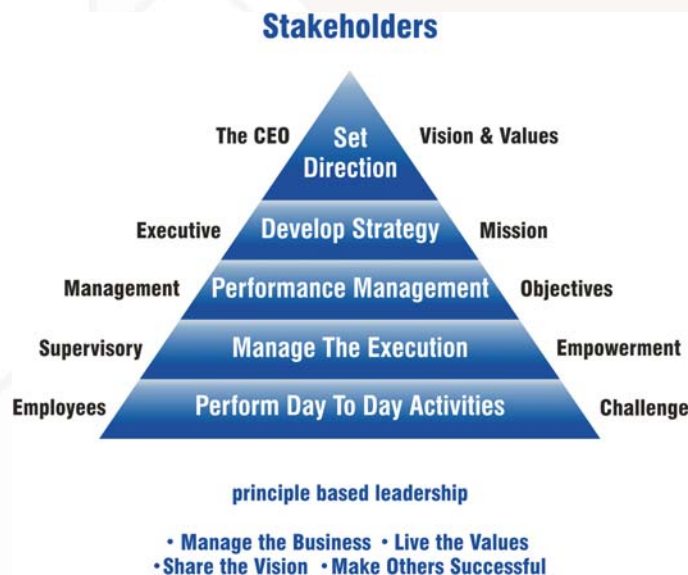 Stakeholders
The CEO Set Vision & Values
Direction
Executive Develop Strategy Mission
Management Performance Management Objectives
Supervisory Manage The Execution Empowerment
Employees Perform Day To Day Activities Challenge
principle based leadership
• Manage the Business • Live the Values
•Share the Vision •Make Others Successful